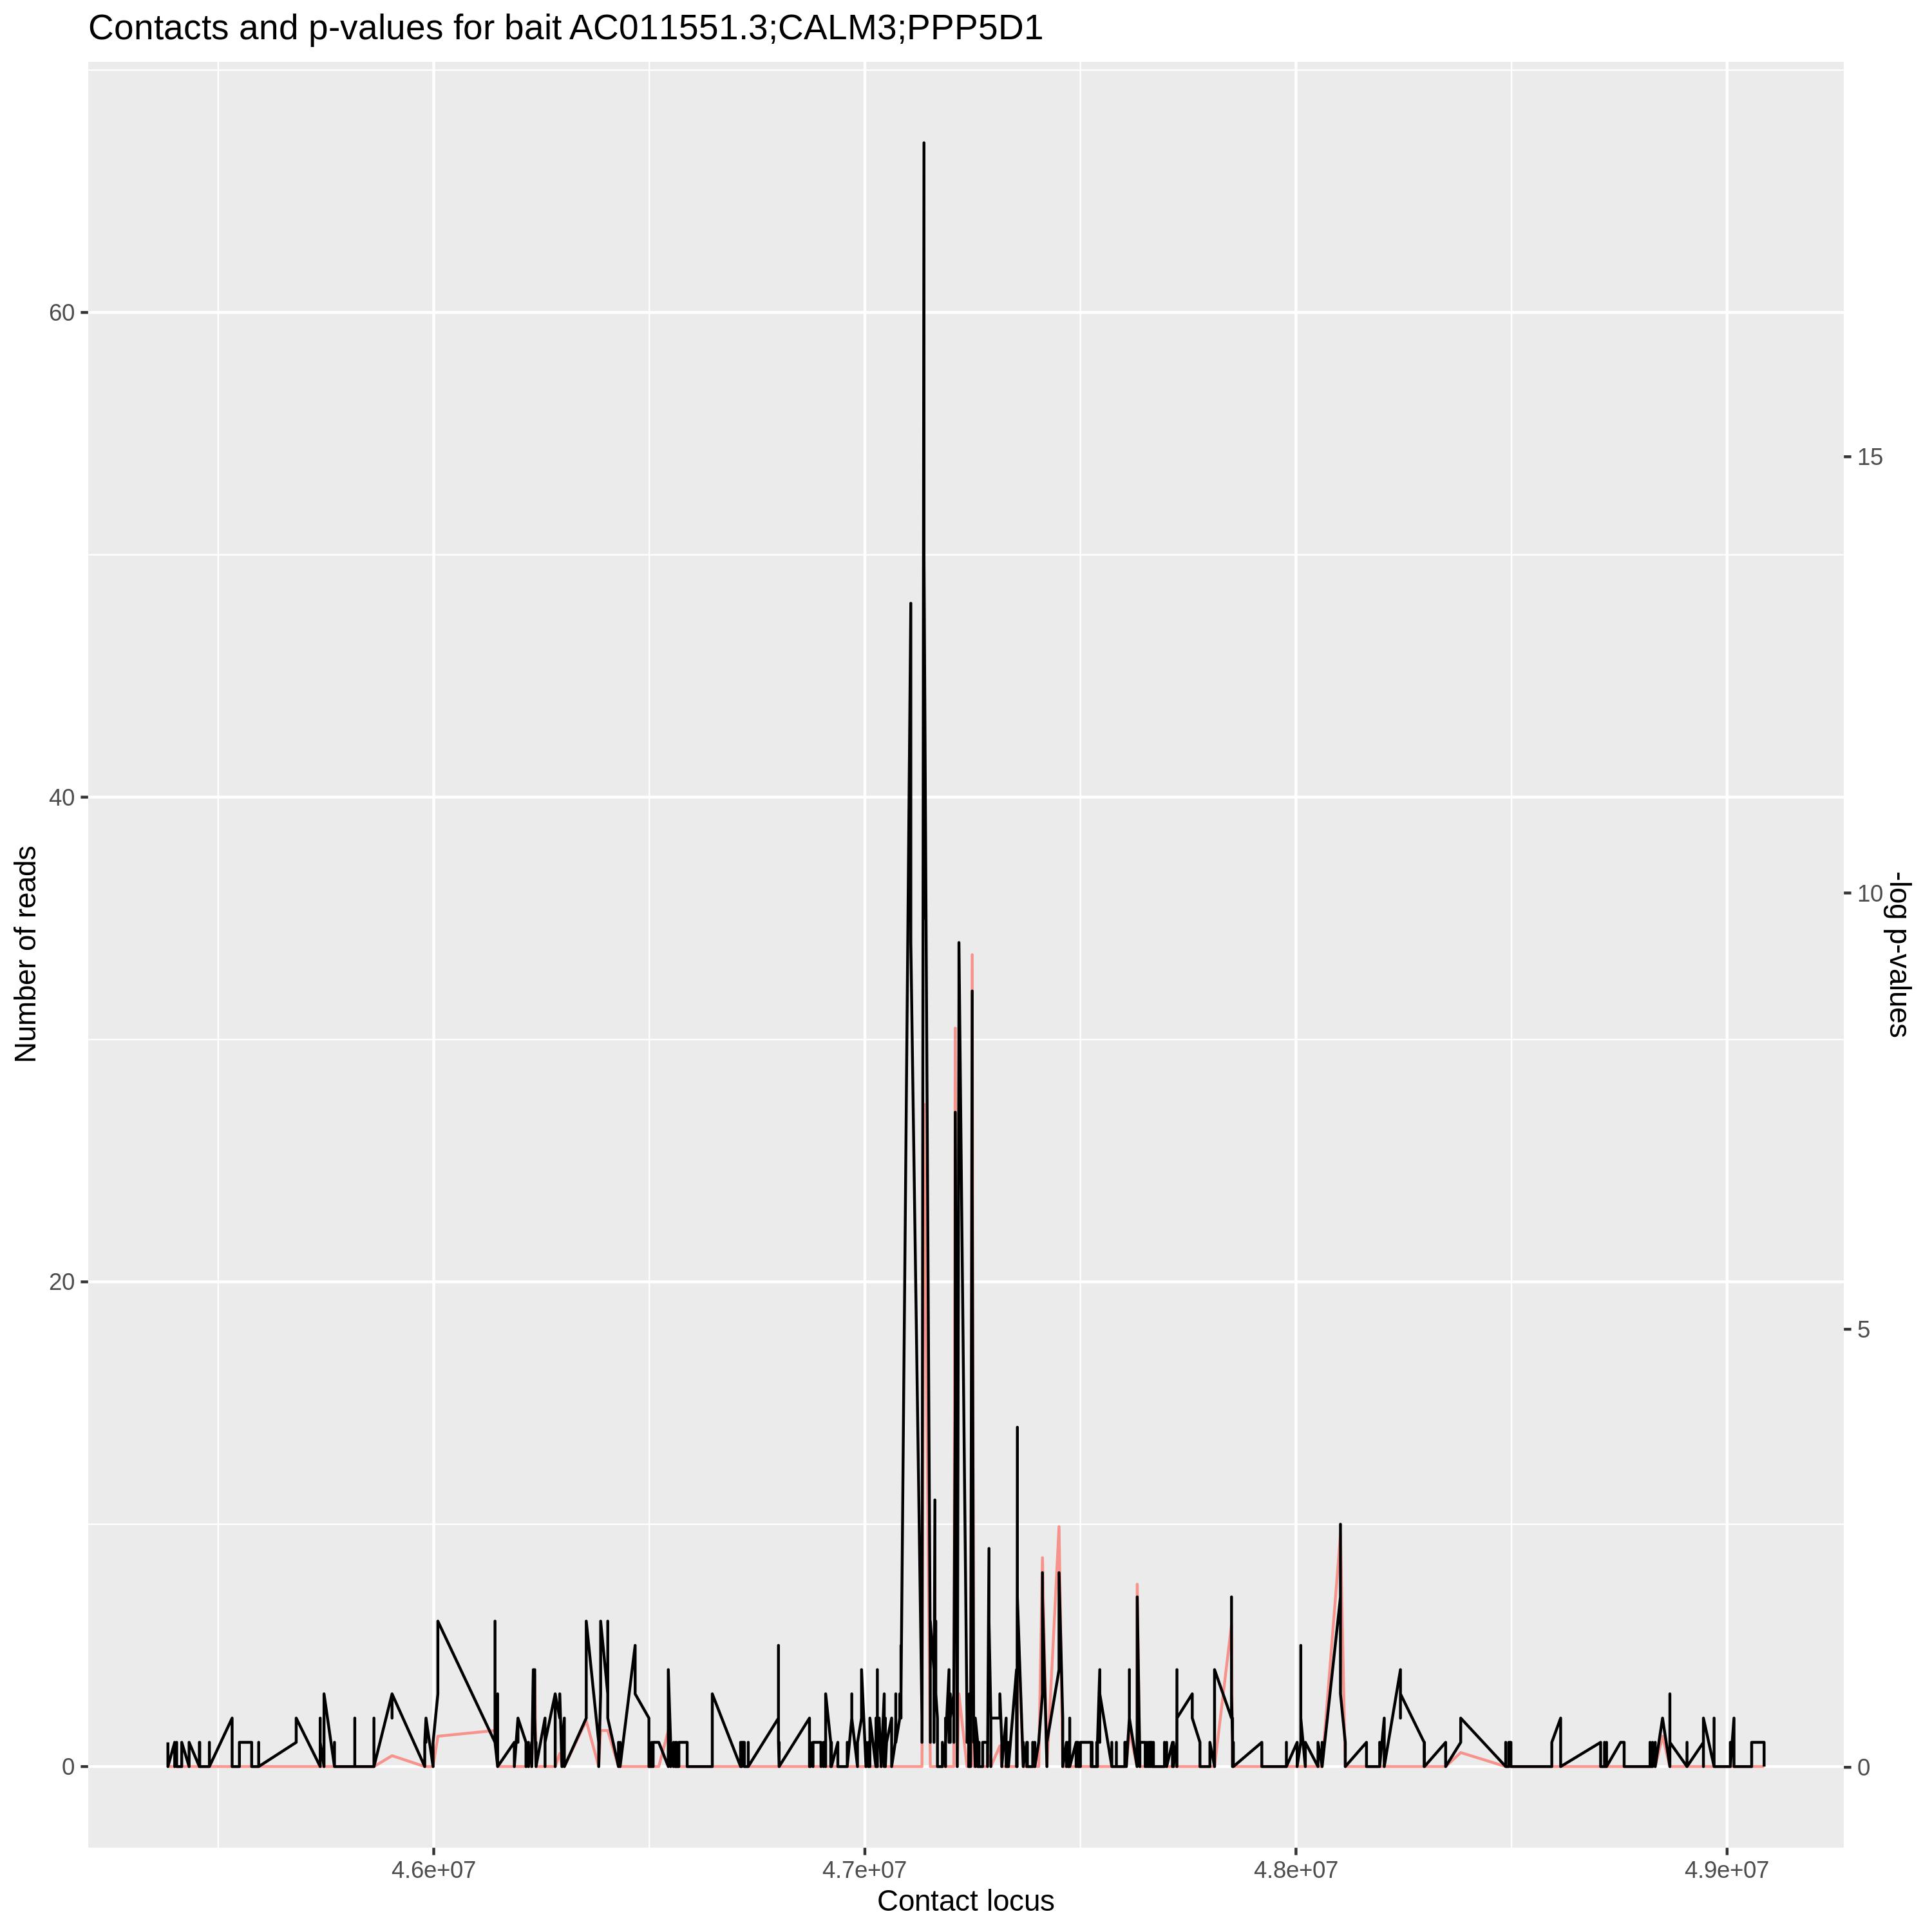 Contacts and p-values for bait AC011551.3;CALM3;PPP5D1
Number of reads
60
40
20
0
15
10
5
0
-log p-values
4.6e+07
4.7e+07
4.8e+07
4.9e+07
Contact locus